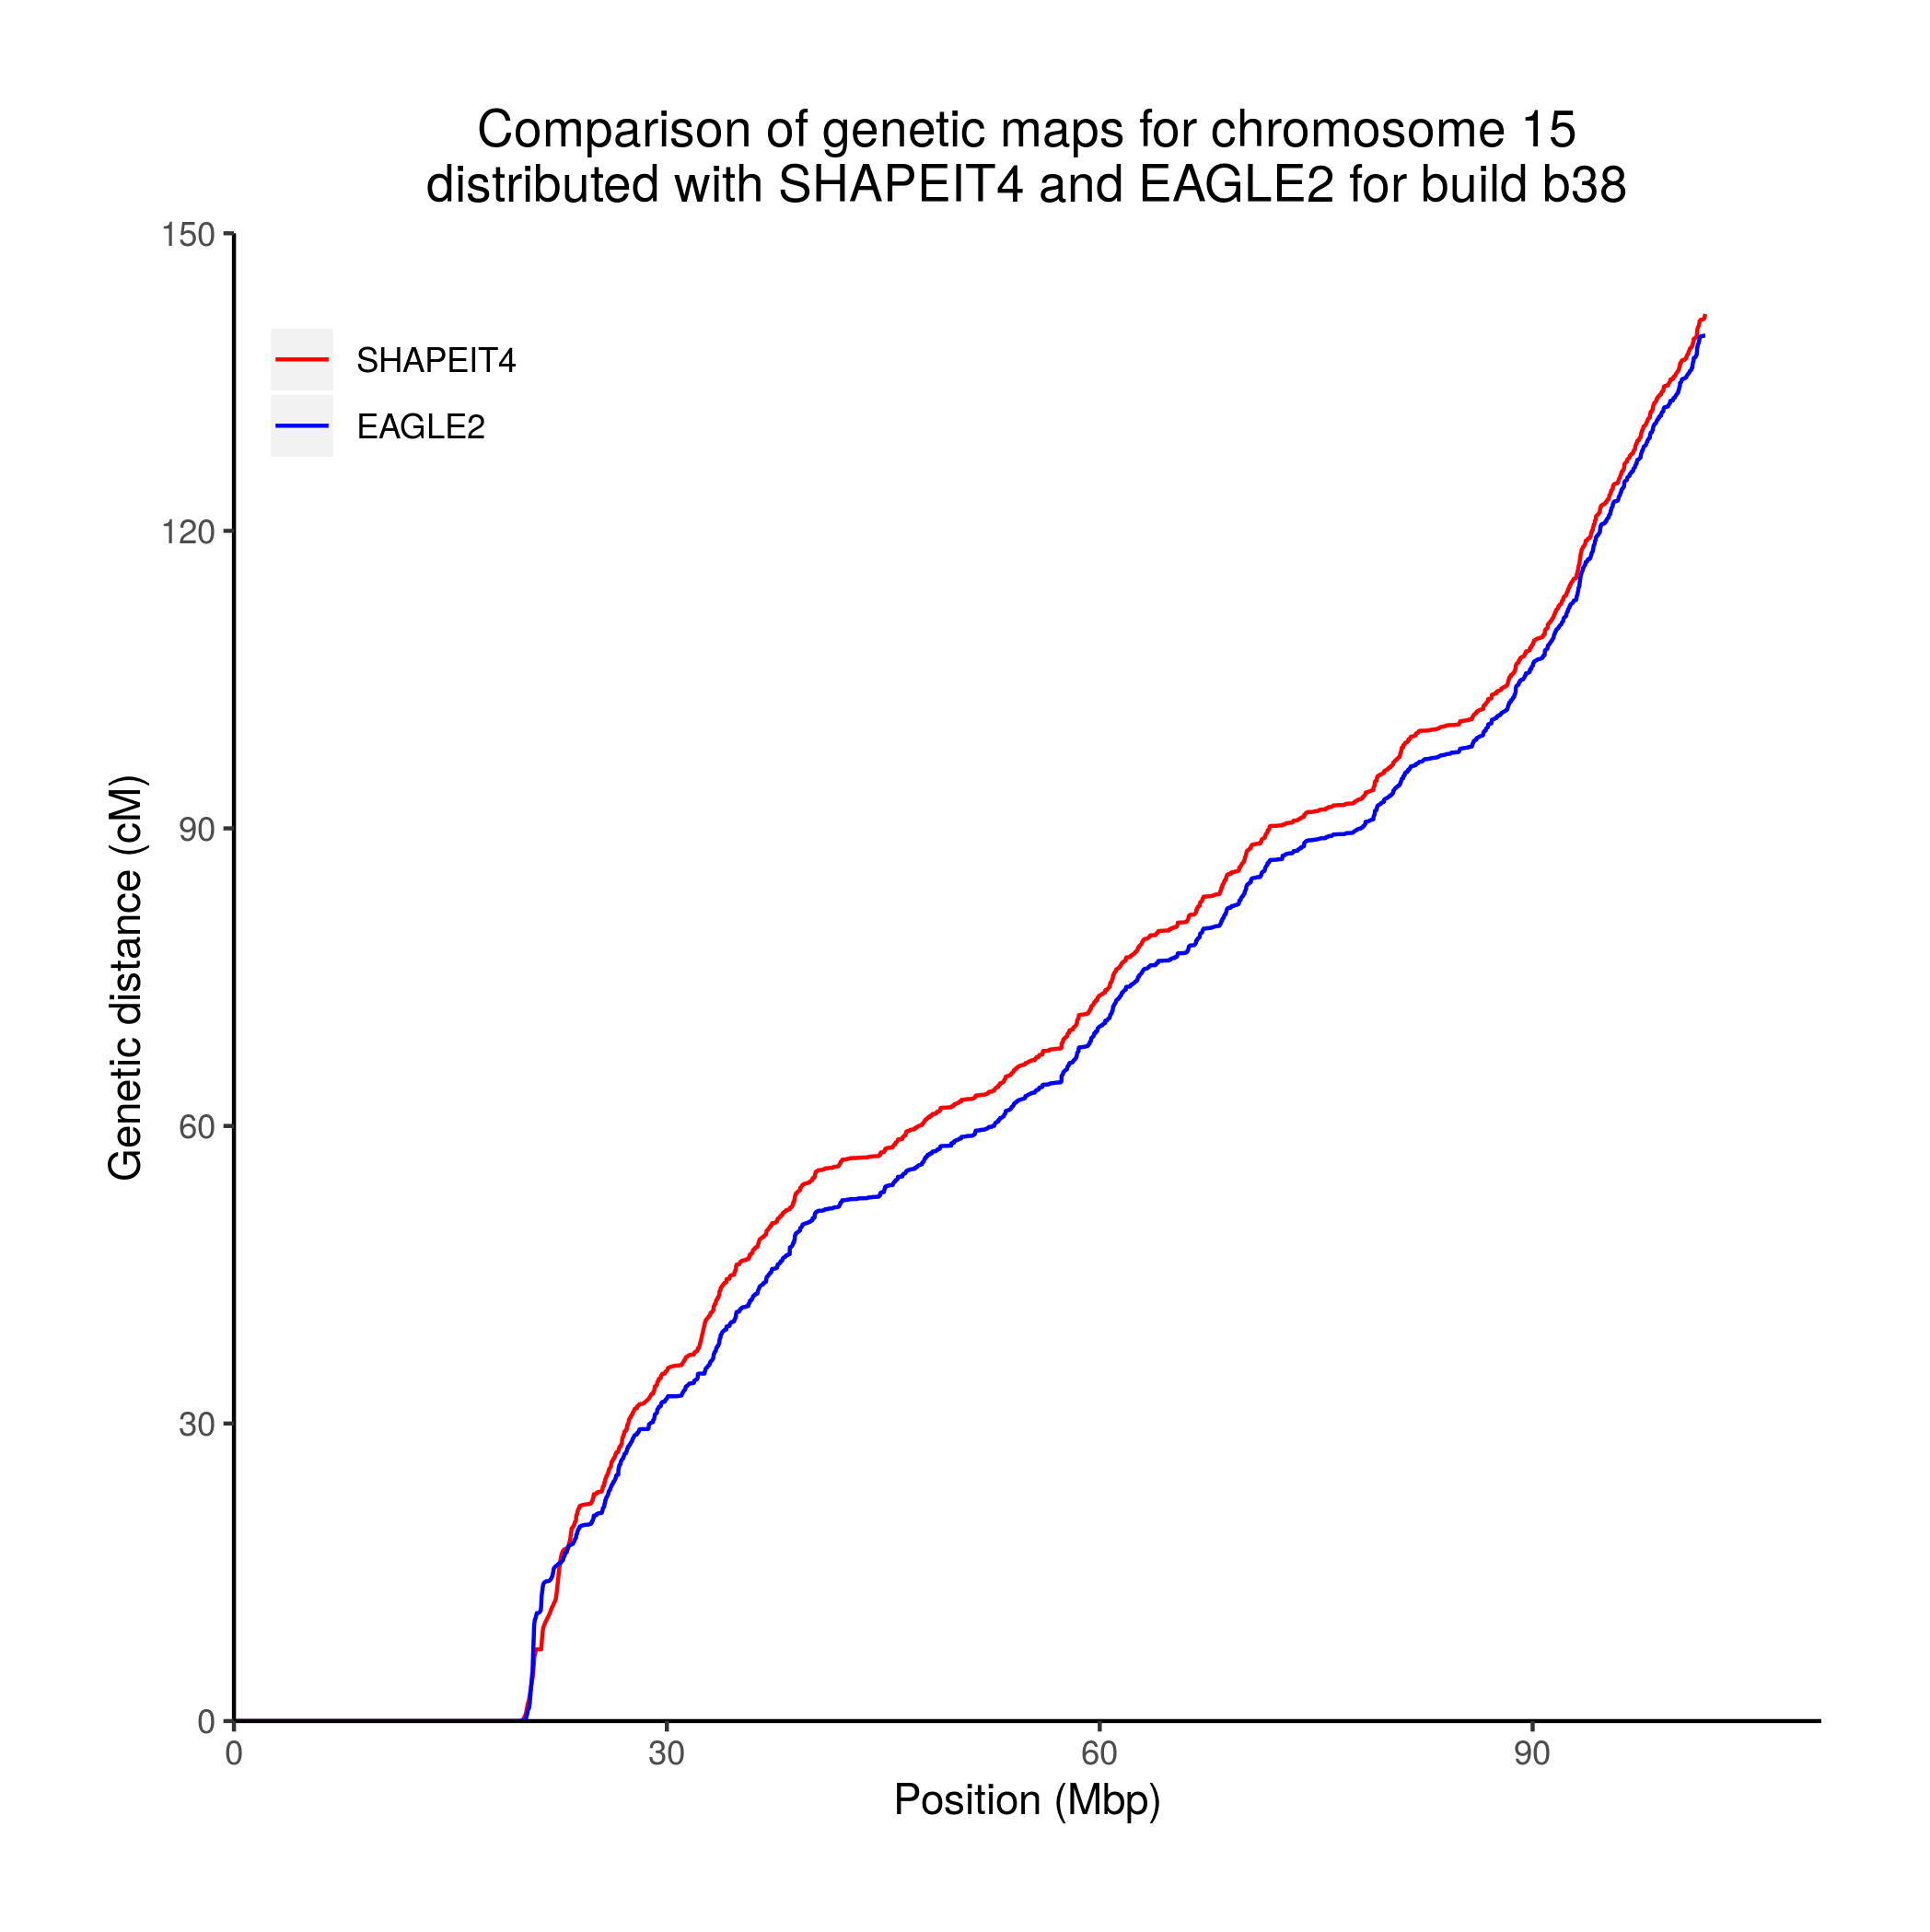 Comparison of genetic maps for chromosome 15
distributed with SHAPEIT4 and EAGLE2 for build b38
150
120
90
60
30
0
Genetic distance (cM)
SHAPEIT4
EAGLE2
0
30
60
90
Position (Mbp)